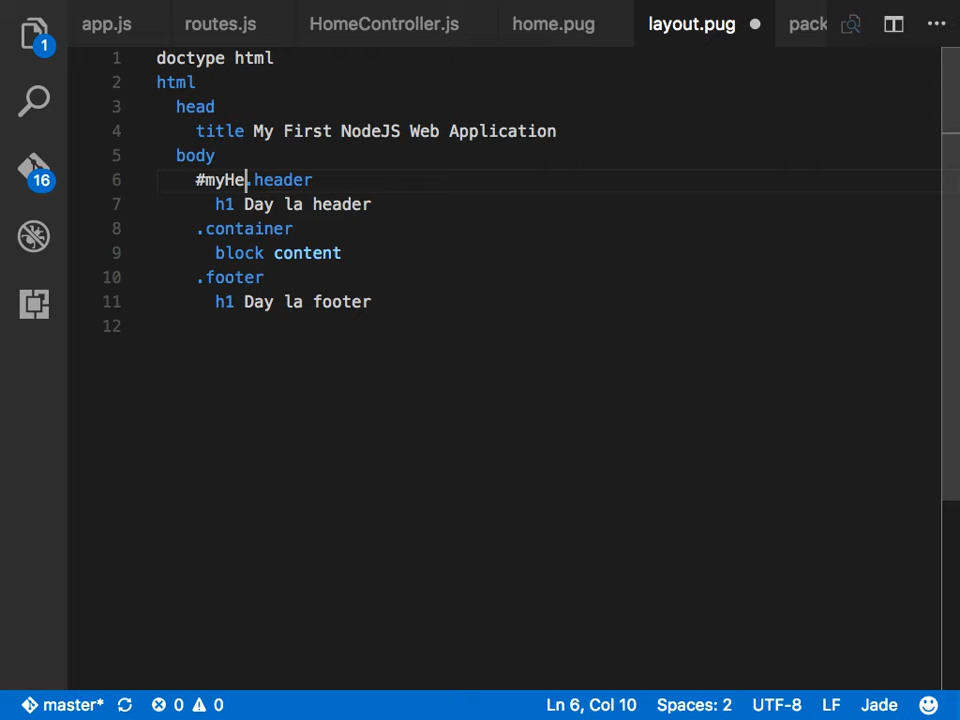 app.js routes.js HomeController.js home.pug layout.pug pack
1
16
1 doctype html
2 html
3 head
4 title My First NodeJS Web Application
5 body
6 #myHe.header
7 h1 Day la header
8 .container
9 block content
10 .footer
11 h1 Day la footer
12
master* 0 0 Ln 6, Col 10 Spaces: 2 UTF-8 LF Jade